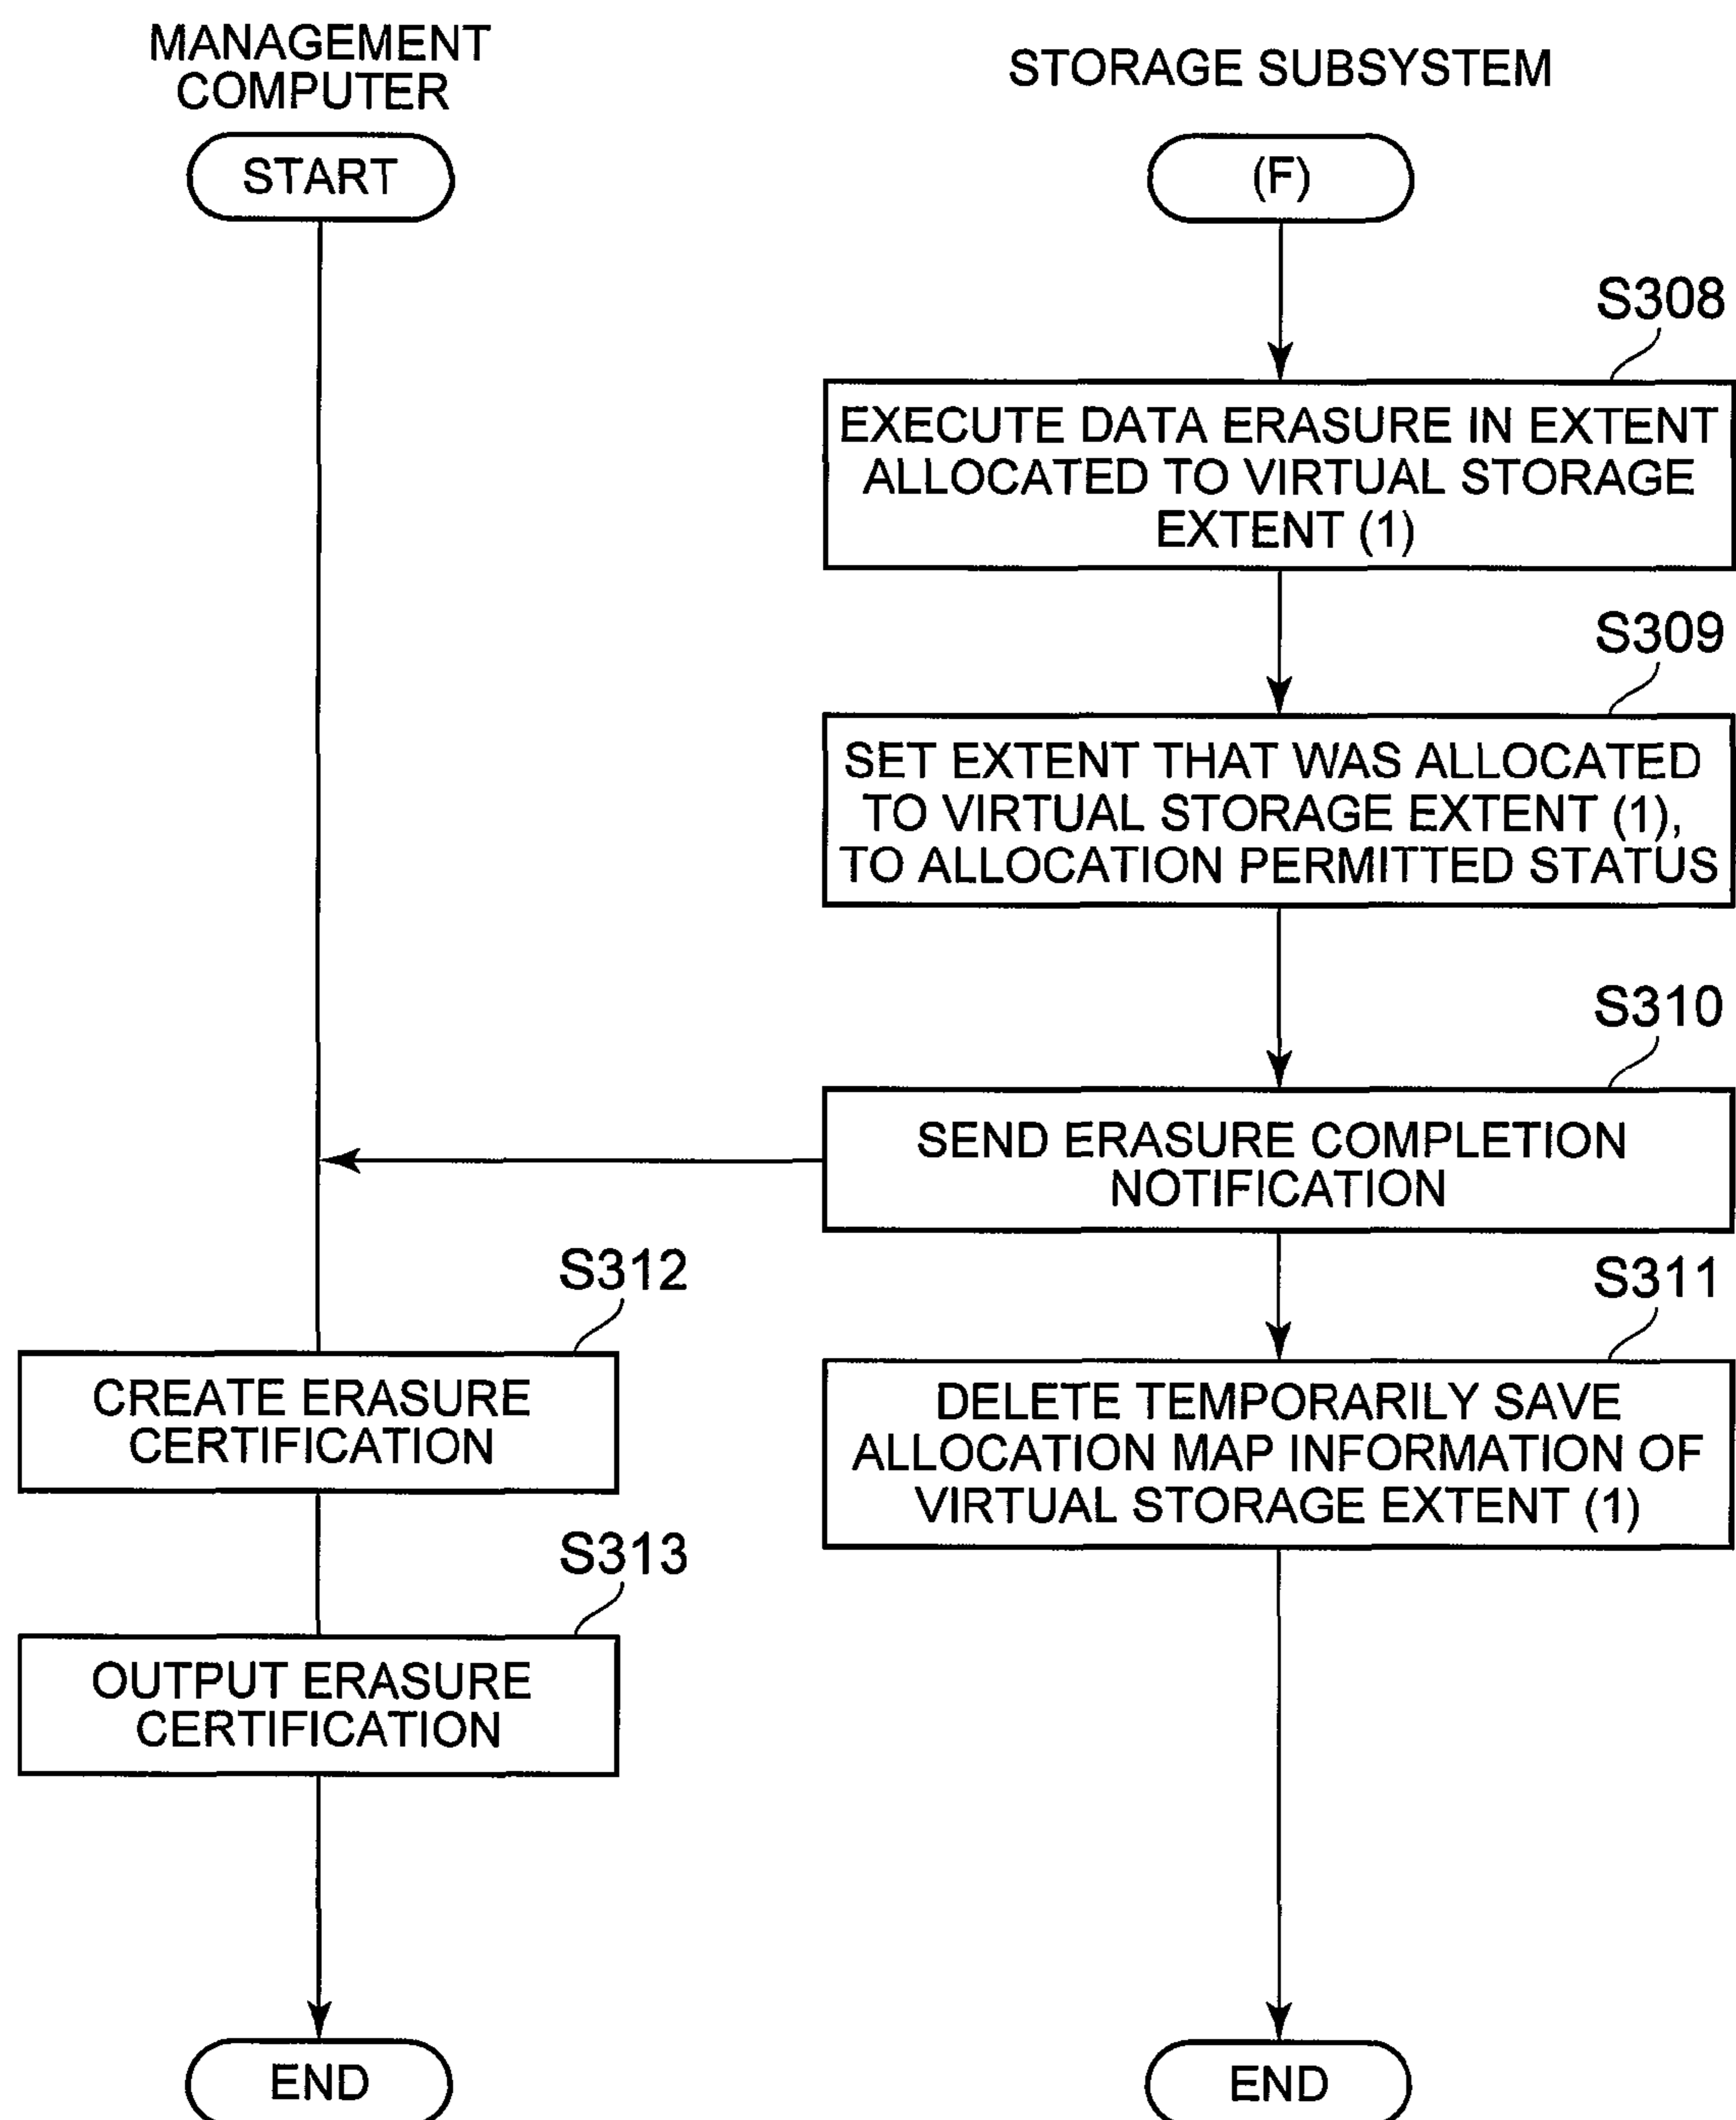 MANAGEMENT
COMPUTER
START
STORAGE SUBSYSTEM
(F)
S308
EXECUTE DATA ERASURE IN EXTENT
ALLOCATED TO VIRTUAL STORAGE
EXTENT (1)
S309
SET EXTENT THAT WAS ALLOCATED
TO VIRTUAL STORAGE EXTENT (1),
TO ALLOCATION PERMITTED STATUS
S310
SEND ERASURE COMPLETION
NOTIFICATION
S312
CREATE ERASURE
CERTIFICATION
S311
DELETE TEMPORARILY SAVE
ALLOCATION MAP INFORMATION OF
VIRTUAL STORAGE EXTENT (1)
S313
OUTPUT ERASURE
CERTIFICATION
END
END